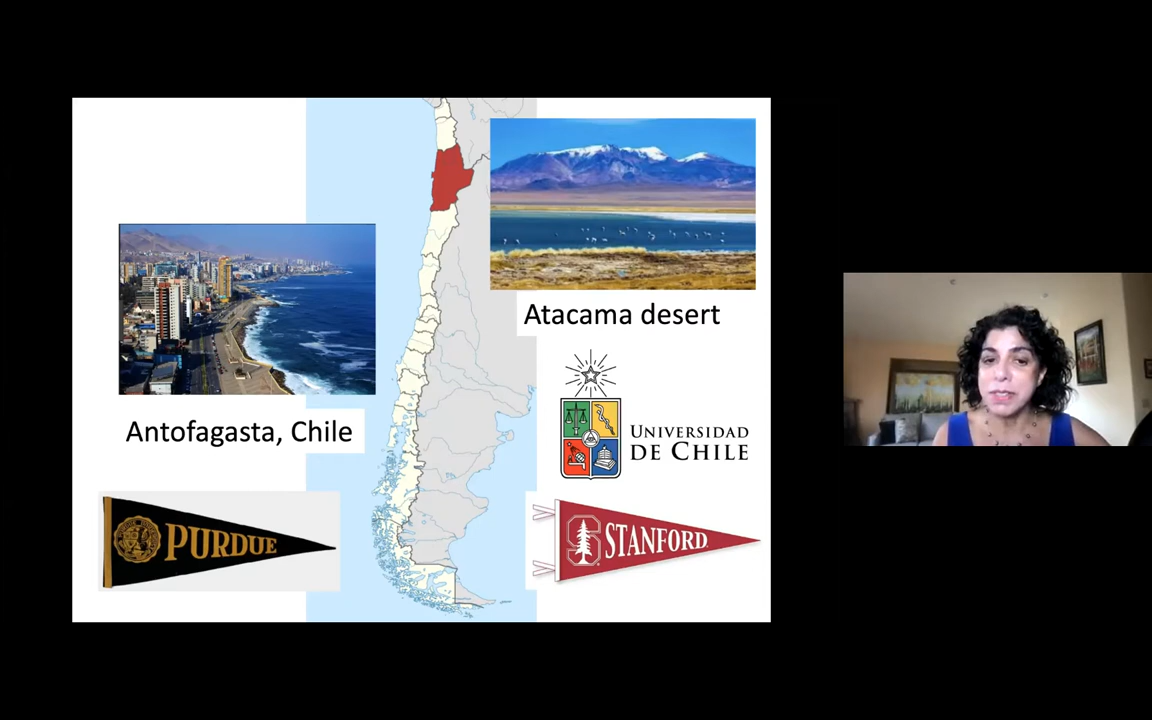 Atacama desert
Antofagasta, Chile
UNIVERSIDAD
DE CHILE
PURDUE
S STANFORD